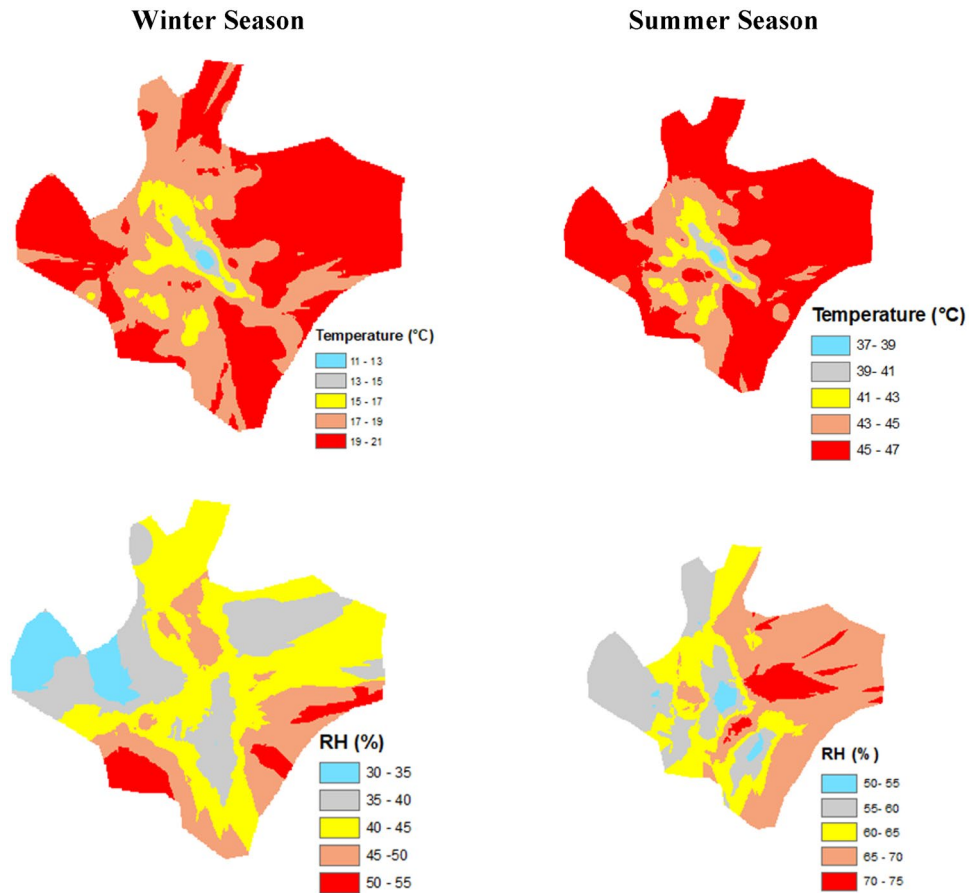 Winter Season
Summer Season
Temperature (°C)
11 - 13
13 - 15
15 - 17
17 - 19
19 - 21
Temperature (°C)
37- 39
39- 41
41 - 43
43 - 45
45 - 47
RH (%)
30 - 35
35 - 40
40 - 45
45 -50
50 - 55
RH (% )
50- 55
55- 60
60- 65
65 - 70
70 - 75